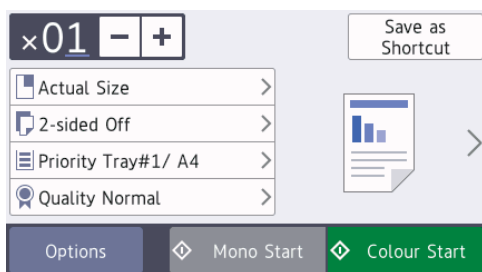 ×01 − +
Save as
Shortcut
Actual Size
2-sided Off
Priority Tray#1/ A4
Quality Normal
Options
Mono Start
Colour Start